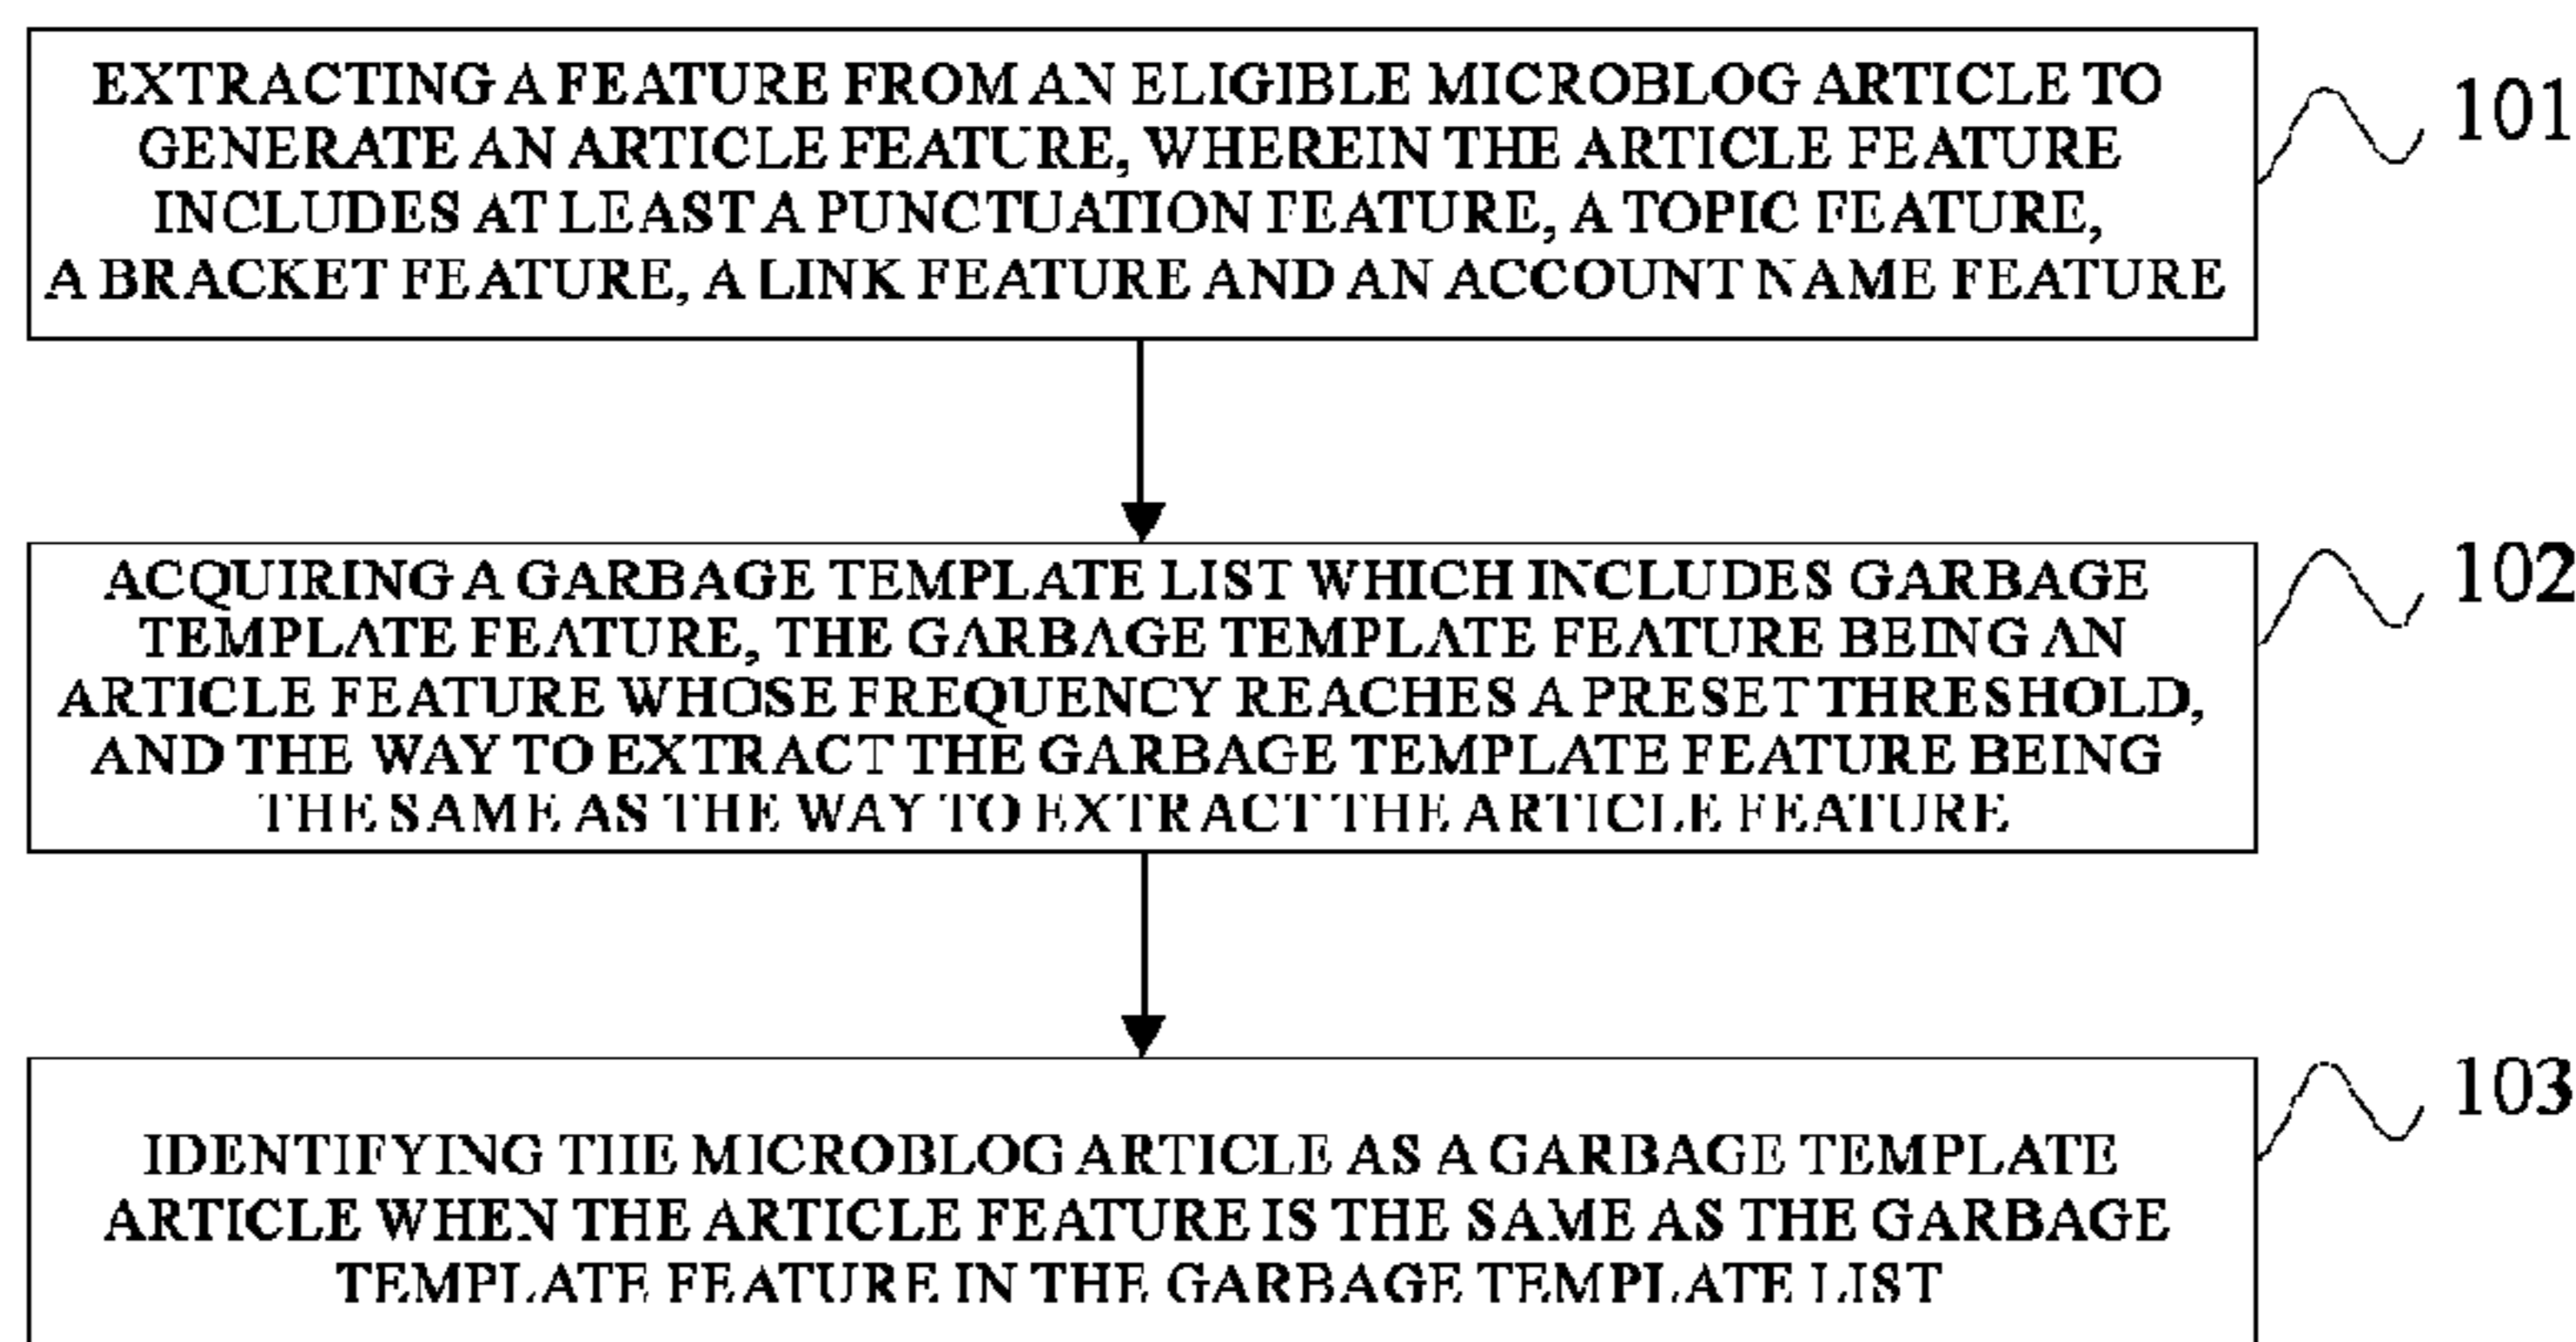 EXTRACTING A FEATURE FROM AN ELIGIBLE MICROBLOG ARTICLE TO
GENERATE AN ARTICLE FEATURE, WHEREIN THE ARTICLE FEATURE
INCLUDES AT LEAST A PUNCTUATION FEATURE, A TOPIC FEATURE,
A BRACKET FEATURE, A LINK FEATURE AND AN ACCOUNT NAME FEATURE
101
ACQUIRING A GARBAGE TEMPLATE LIST WHICH INCLUDES GARBAGE
TEMPLATE FEATURE, THE GARBAGE TEMPLATE FEATURE BEING AN
ARTICLE FEATURE WHOSE FREQUENCY REACHES A PRESET THRESHOLD,
AND THE WAY TO EXTRACT THE GARBAGE TEMPLATE FEATURE BEING
THE SAME AS THE WAY TO EXTRACT THE ARTICLE FEATURE
102
IDENTIFYING THE MICROBLOG ARTICLE AS A GARBAGE TEMPLATE
ARTICLE WHEN THE ARTICLE FEATURE IS THE SAME AS THE GARBAGE
TEMPLATE FEATURE IN THE GARBAGE TEMPLATE LIST
103